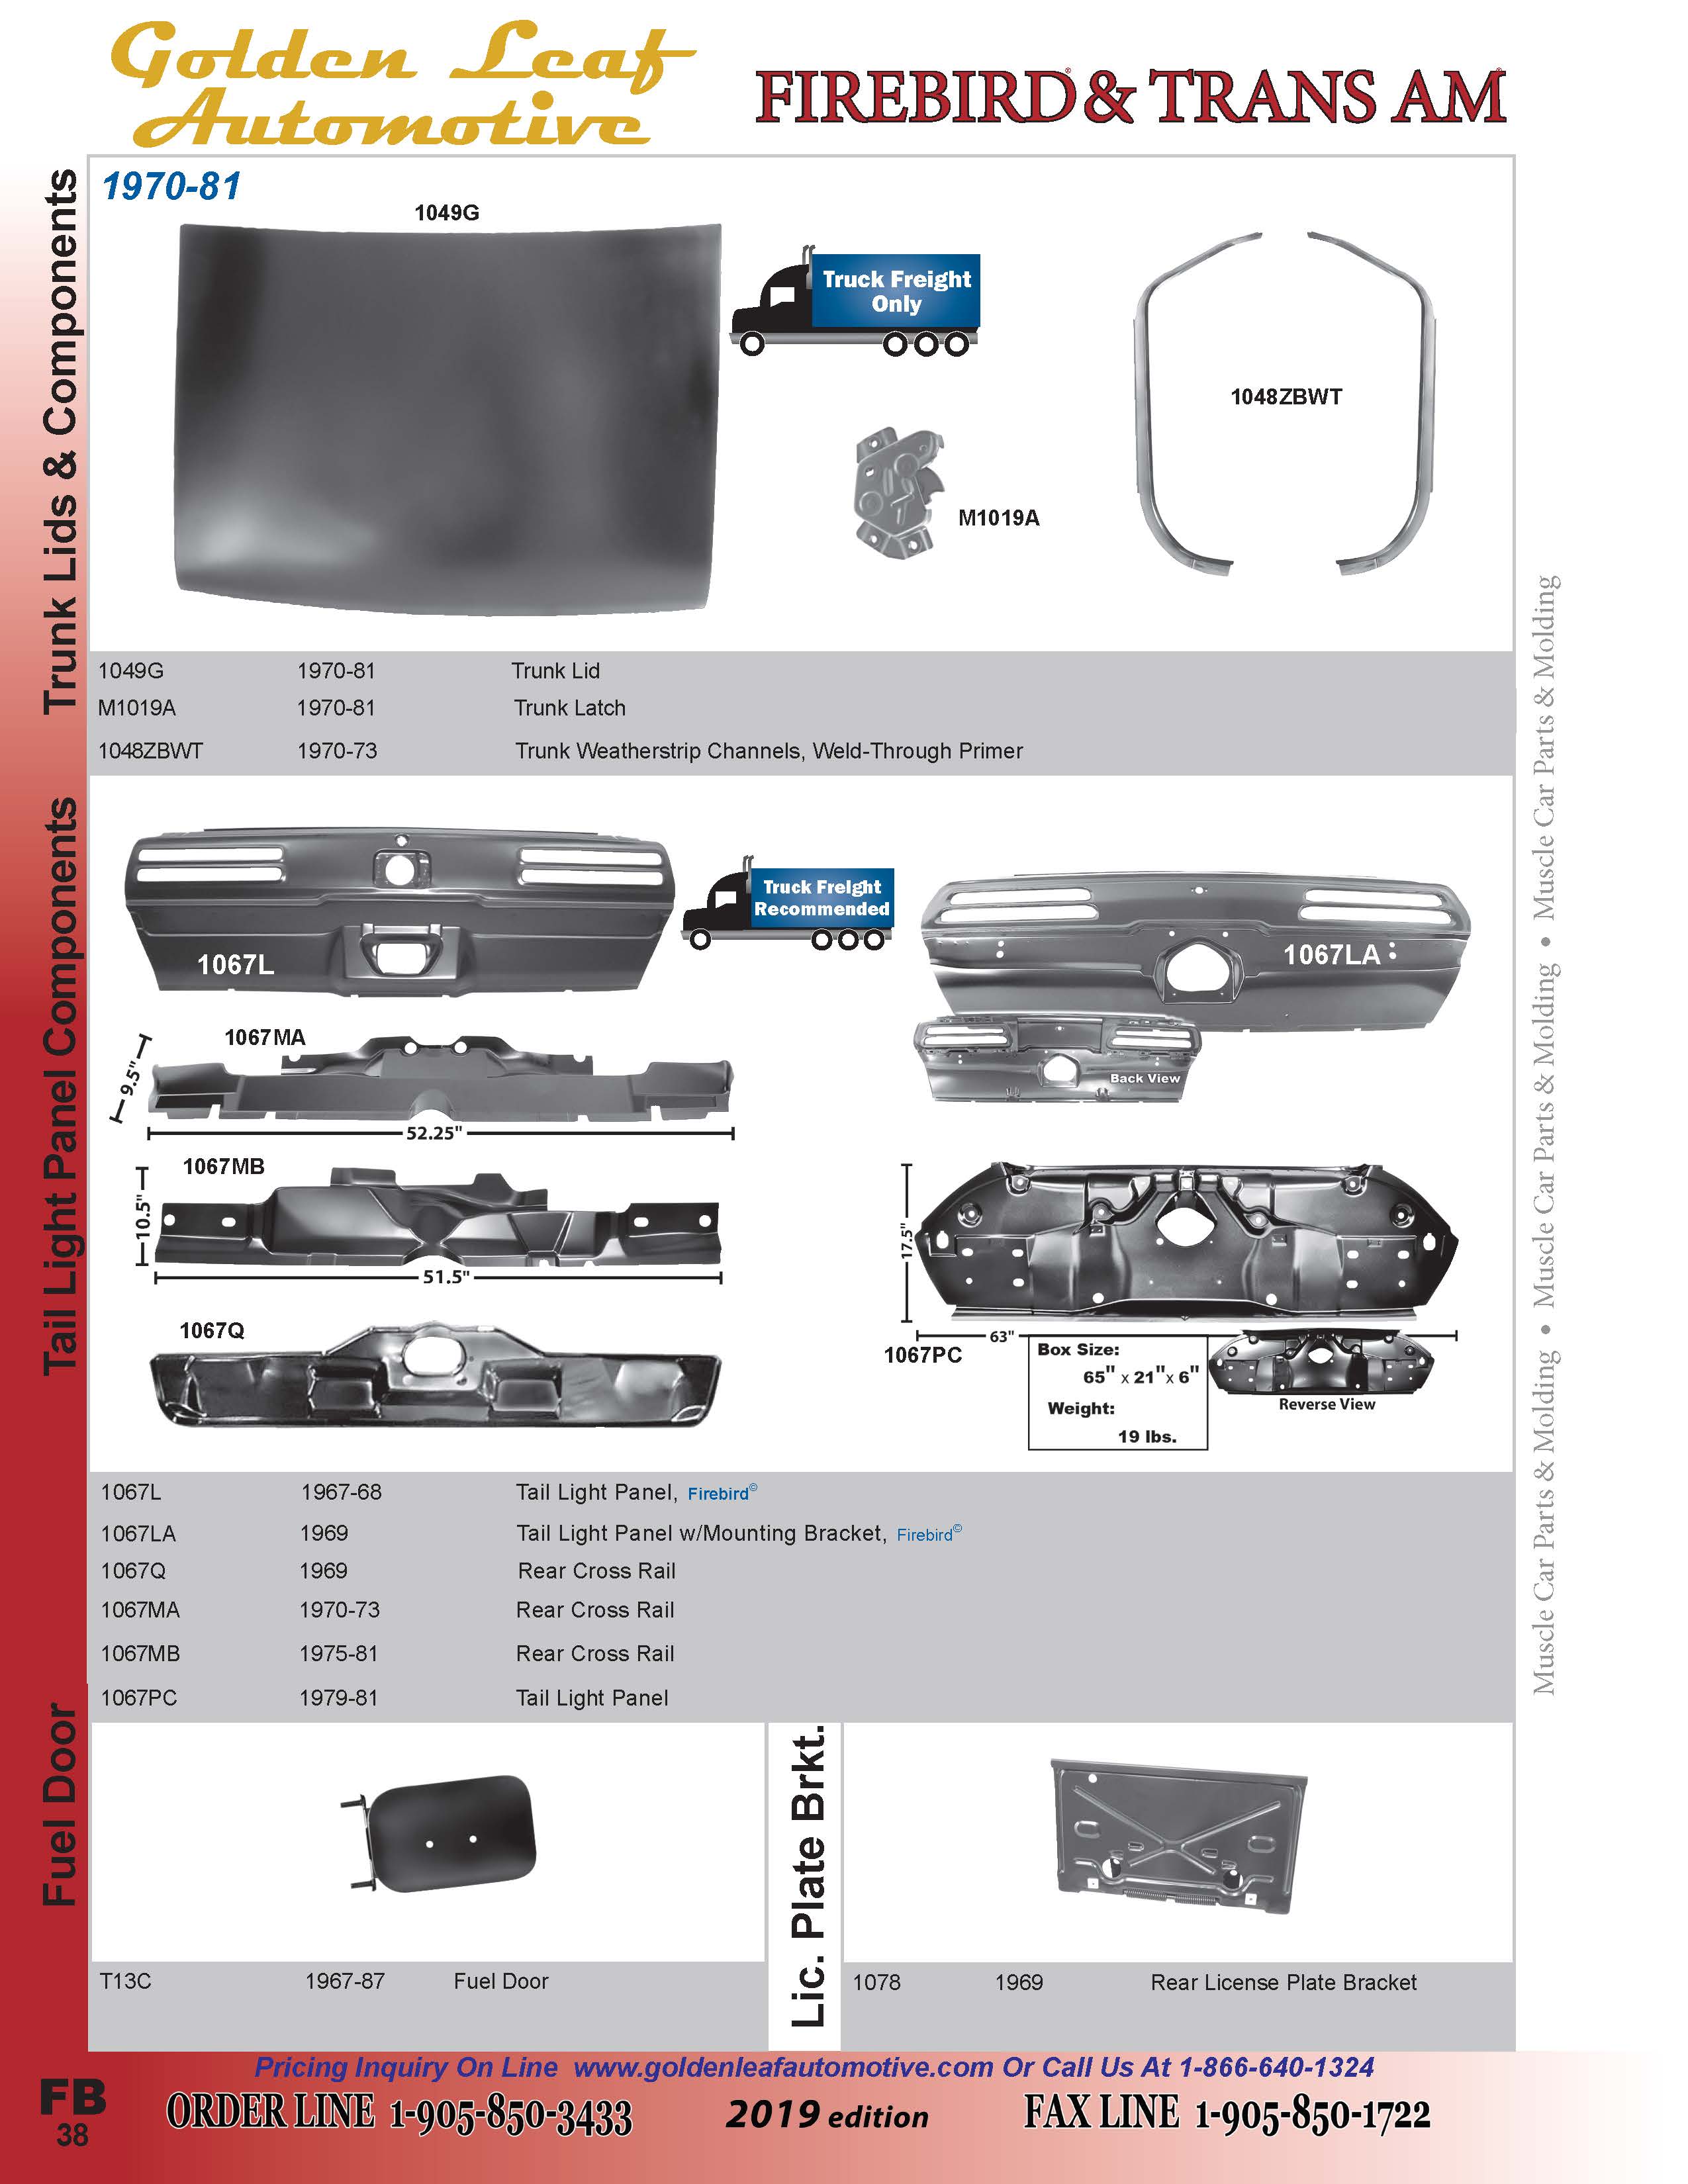 Golden Leaf
Automotive
FIREBIRD® & TRANS AM®
Trunk Lids & Components
1970-81
1049G
Truck Freight
Only
1048ZBWT
M1019A
1049G 1970-81 Trunk Lid
M1019A 1970-81 Trunk Latch
1048ZBWT 1970-73 Trunk Weatherstrip Channels, Weld-Through Primer
Tail Light Panel Components
1067L
Truck Freight
Recommended
1067LA
Back View
1067MA
9.5"
52.25"
1067MB
10.5"
51.5"
1067Q
17.5"
63"
1067PC
Box Size:
65" x 21" x 6"
Weight:
19 lbs.
Reverse View
1067L 1967-68 Tail Light Panel, Firebird©
1067LA 1969 Tail Light Panel w/Mounting Bracket, Firebird©
1067Q 1969 Rear Cross Rail
1067MA 1970-73 Rear Cross Rail
1067MB 1975-81 Rear Cross Rail
1067PC 1979-81 Tail Light Panel
Fuel Door
T13C 1967-87 Fuel Door
Lic. Plate Brkt.
1078 1969 Rear License Plate Bracket
Muscle Car Parts & Molding • Muscle Car Parts & Molding • Muscle Car Parts & Molding
Pricing Inquiry On Line www.goldenleafautomotive.com Or Call Us At 1-866-640-1324
FB
38
ORDER LINE 1-905-850-3433
2019 edition
FAX LINE 1-905-850-1722